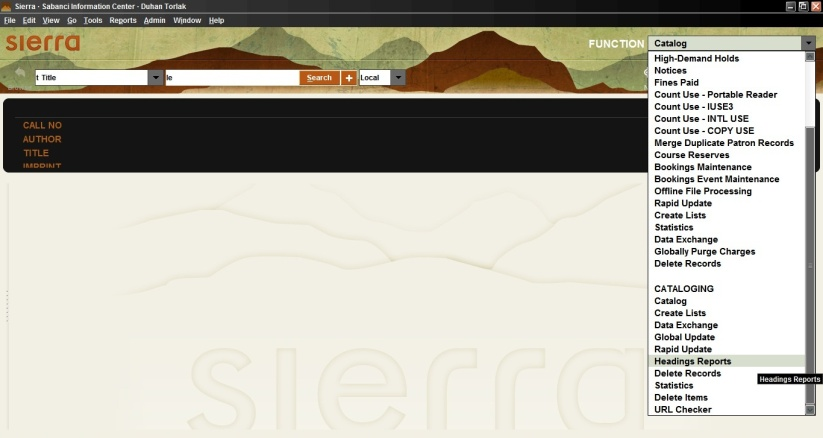 Sierra · Sabanci Information Center · Duhan Torlak
File Edit View Go Tools Reports Admin Window Help
sierra
FUNCTION Catalog
t Title le Search + Local
High-Demand Holds
Notices
Fines Paid
Count Use - Portable Reader
Count Use - IUSE3
Count Use - INTL USE
Count Use - COPY USE
Merge Duplicate Patron Records
Course Reserves
Bookings Maintenance
Bookings Event Maintenance
Offline File Processing
Rapid Update
Create Lists
Statistics
Data Exchange
Globally Purge Charges
Delete Records
CATALOGING
Catalog
Create Lists
Data Exchange
Global Update
Rapid Update
Headings Reports
Delete Records
Statistics
Delete Items
URL Checker
Headings Reports
CALL NO
AUTHOR
TITLE
IMPRINT
sierra